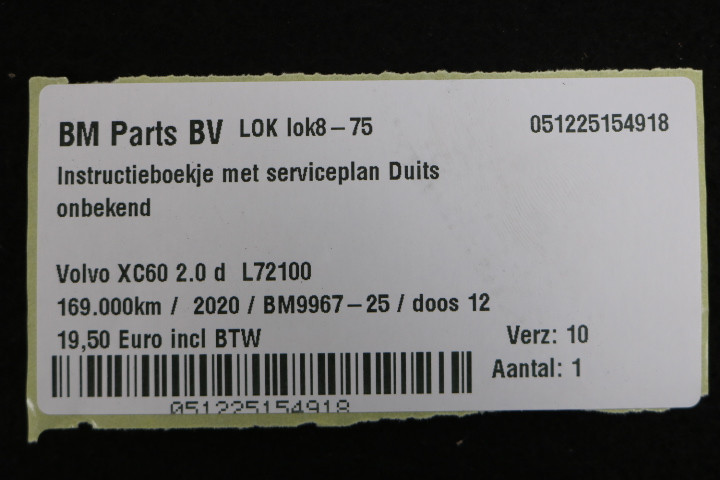 BM Parts BV LOK lok8-75 051225154918
Instructieboekje met serviceplan Duits
onbekend
Volvo XC60 2.0 d L72100
169.000km / 2020 / BM9967-25 / doos 12
19,50 Euro incl BTW Verz: 10
Aantal: 1
051225154918